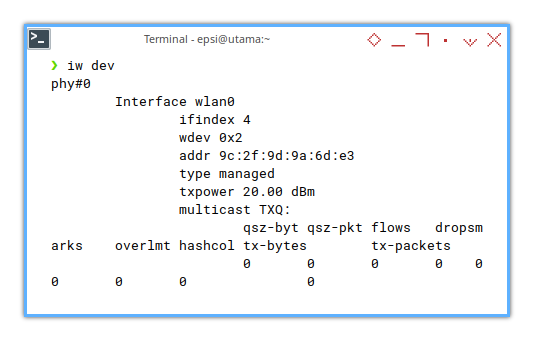 Terminal - epsi@utama:~
❯ iw dev
phy#0
        Interface wlan0
                ifindex 4
                wdev 0x2
                addr 9c:2f:9d:9a:6d:e3
                type managed
                txpower 20.00 dBm
                multicast TXQ:
                        qsz-byt qsz-pkt flows   dropsm
arks    overlmt hashcol tx-bytes        tx-packets
                        0       0       0       0    0
0       0       0               0